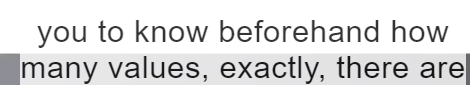 you to know beforehand how
many values, exactly, there are